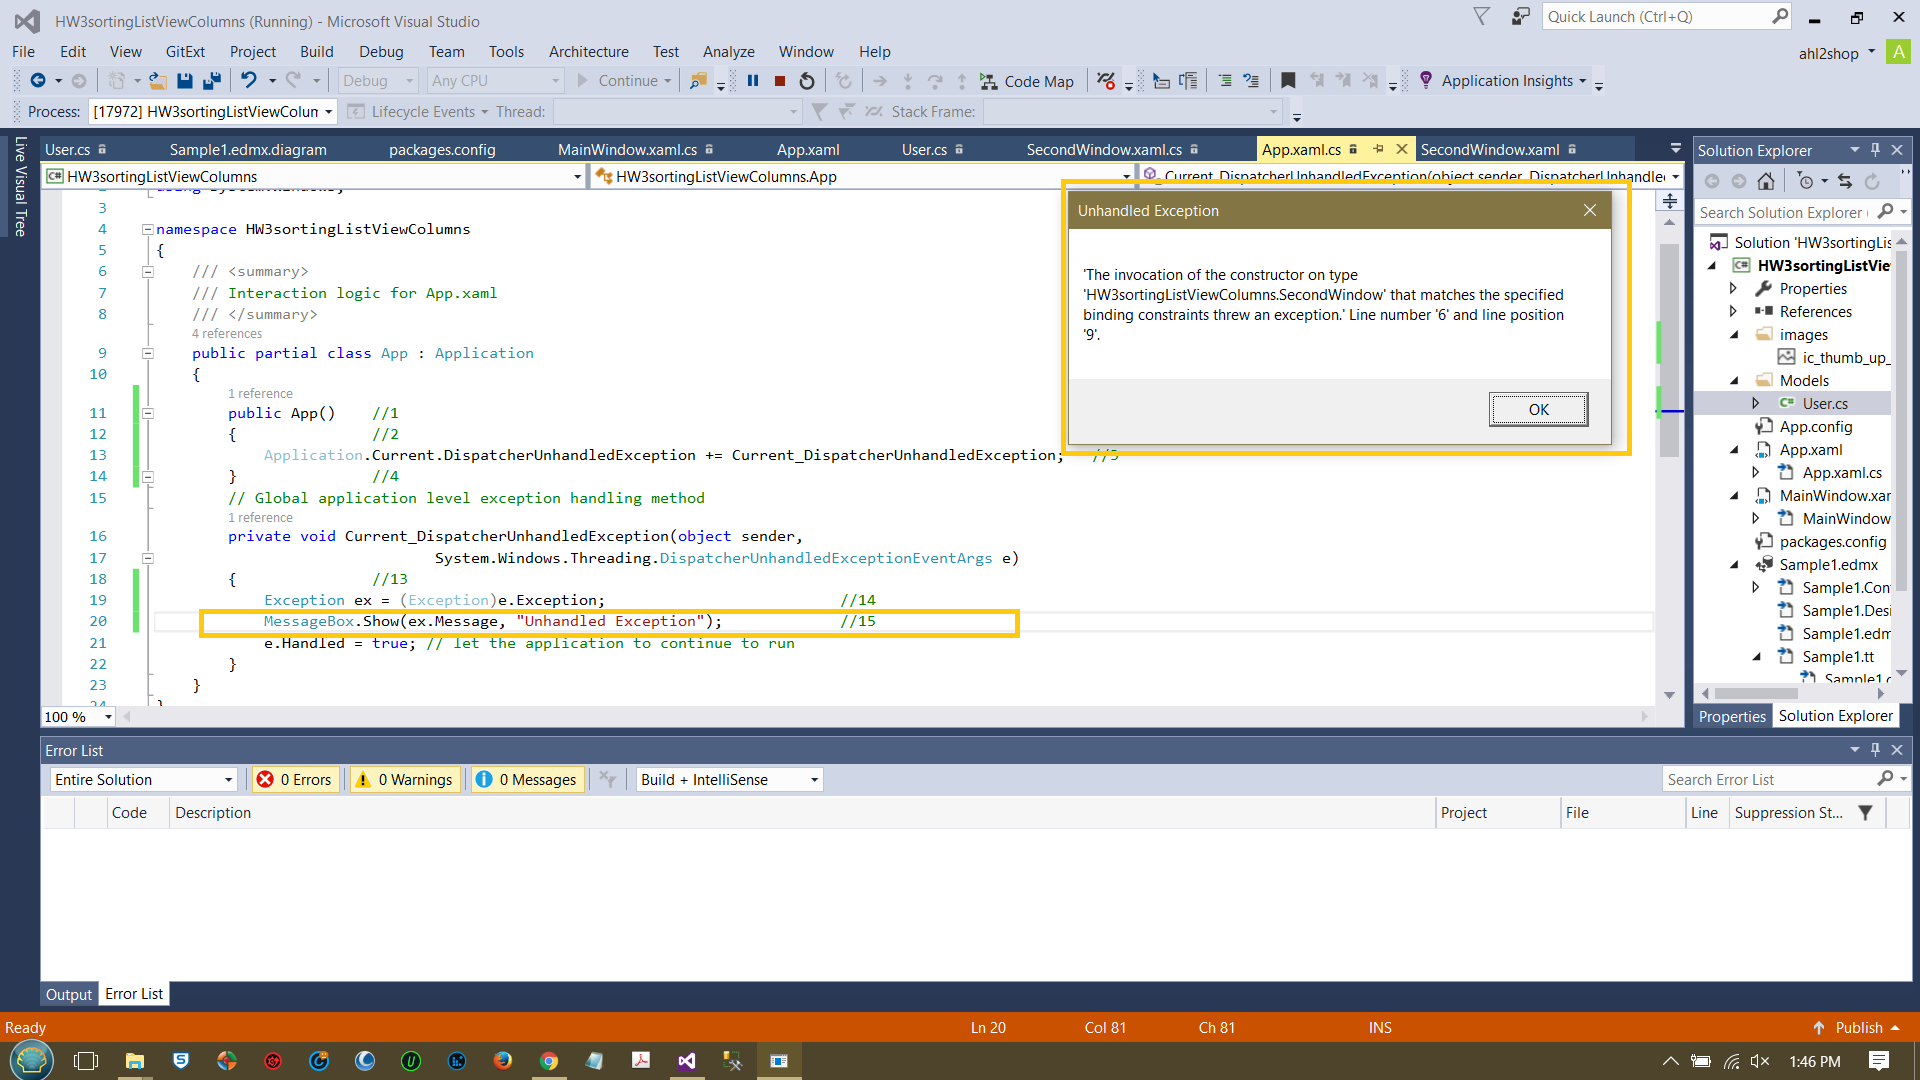 HW3sortingListViewColumns (Running) - Microsoft Visual Studio
Quick Launch (Ctrl+Q)
File Edit View GitExt Project Build Debug Team Tools Architecture Test Analyze Window Help
ahl2shop
A
Debug Any CPU Continue Code Map Application Insights
Process: [17972] HW3sortingListViewColum Lifecycle Events Thread: Stack Frame:
Live Visual Tree
User.cs Sample1.edmx.diagram packages.config MainWindow.xaml.cs App.xaml User.cs SecondWindow.xaml.cs App.xaml.cs SecondWindow.xaml
HW3sortingListViewColumns HW3sortingListViewColumns.App Current_DispatcherUnhandledException(object sender, DispatcherUnhandle
3
4 namespace HW3sortingListViewColumns
5 {
6 /// <summary>
7 /// Interaction logic for App.xaml
8 /// </summary>
4 references
9 public partial class App : Application
10 {
1 reference
11 public App() //1
12 { //2
13 Application.Current.DispatcherUnhandledException += Current_DispatcherUnhandledException;
14 } //4
15 // Global application level exception handling method
1 reference
16 private void Current_DispatcherUnhandledException(object sender,
17 System.Windows.Threading.DispatcherUnhandledExceptionEventArgs e)
18 { //13
19 Exception ex = (Exception)e.Exception; //14
20 MessageBox.Show(ex.Message, "Unhandled Exception"); //15
21 e.Handled = true; // let the application to continue to run
22 }
23 }
100 %
Unhandled Exception
'The invocation of the constructor on type
'HW3sortingListViewColumns.SecondWindow' that matches the specified
binding constraints threw an exception.' Line number '6' and line position
'9'.
OK
Solution Explorer
Search Solution Explorer (
Solution 'HW3sortingLis
HW3sortingListVie
Properties
References
images
ic_thumb_up_
Models
User.cs
App.config
App.xaml
App.xaml.cs
MainWindow.xar
MainWindow
packages.config
Sample1.edmx
Sample1.Con
Sample1.Desi
Sample1.edm
Sample1.tt
Sample1.c
Properties Solution Explorer
Error List
Entire Solution 0 Errors 0 Warnings 0 Messages Build + IntelliSense Search Error List
Code Description Project File Line Suppression St...
Output Error List
Ready Ln 20 Col 81 Ch 81 INS Publish
1:46 PM